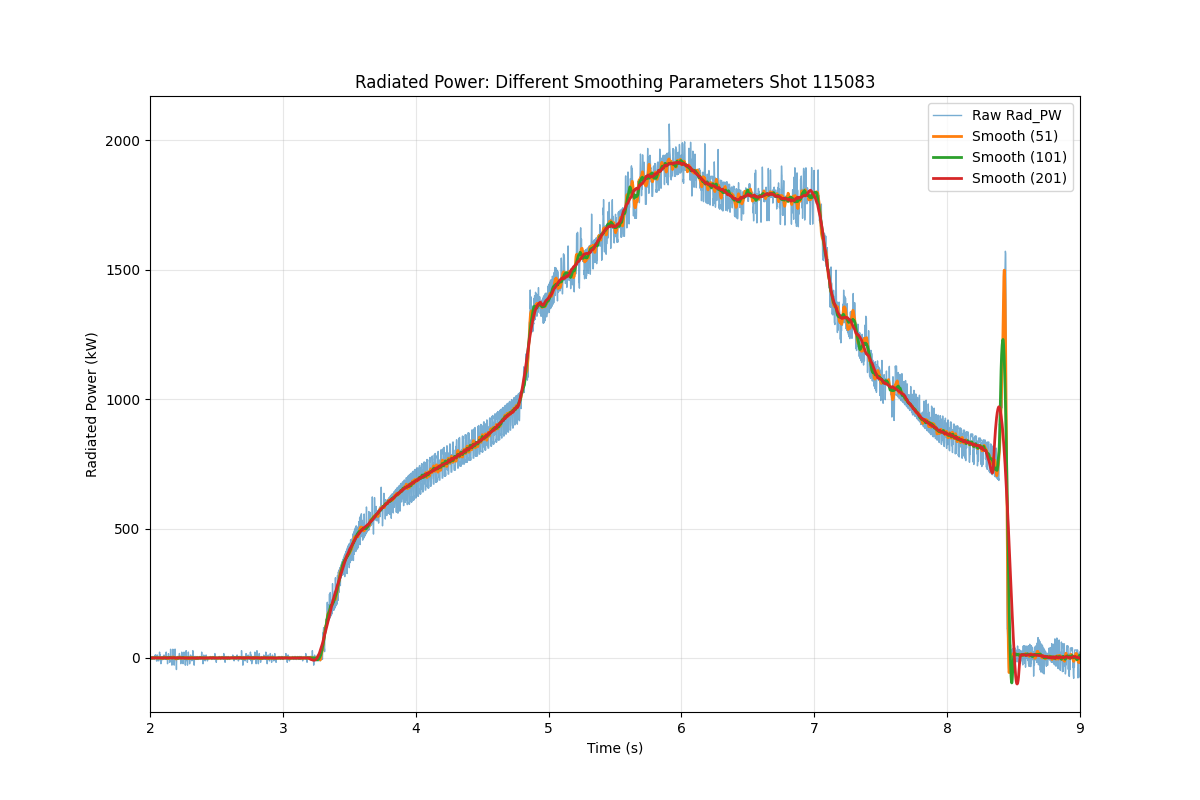 Radiated Power: Different Smoothing Parameters Shot 115083
Raw Rad_PW
Smooth (51)
Smooth (101)
Smooth (201)
Radiated Power (kW)
2000
1500
1000
500
0
2 3 4 5 6 7 8 9
Time (s)